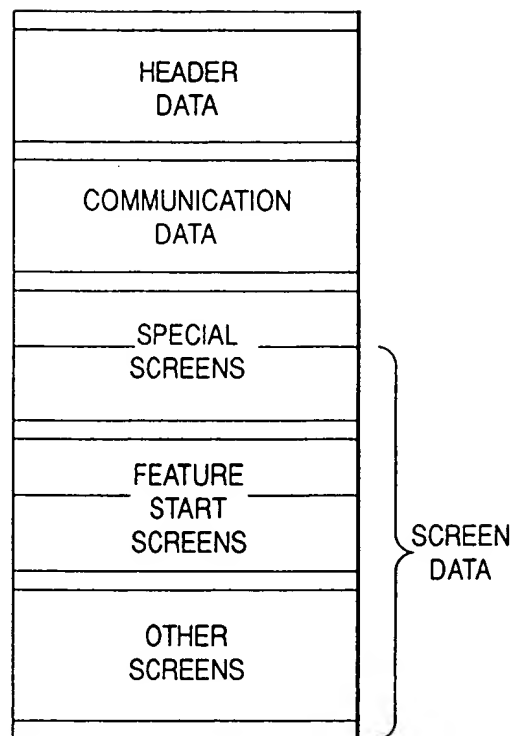 HEADER
DATA
COMMUNICATION
DATA
SPECIAL
SCREENS
FEATURE
START
SCREENS
OTHER
SCREENS
SCREEN
DATA